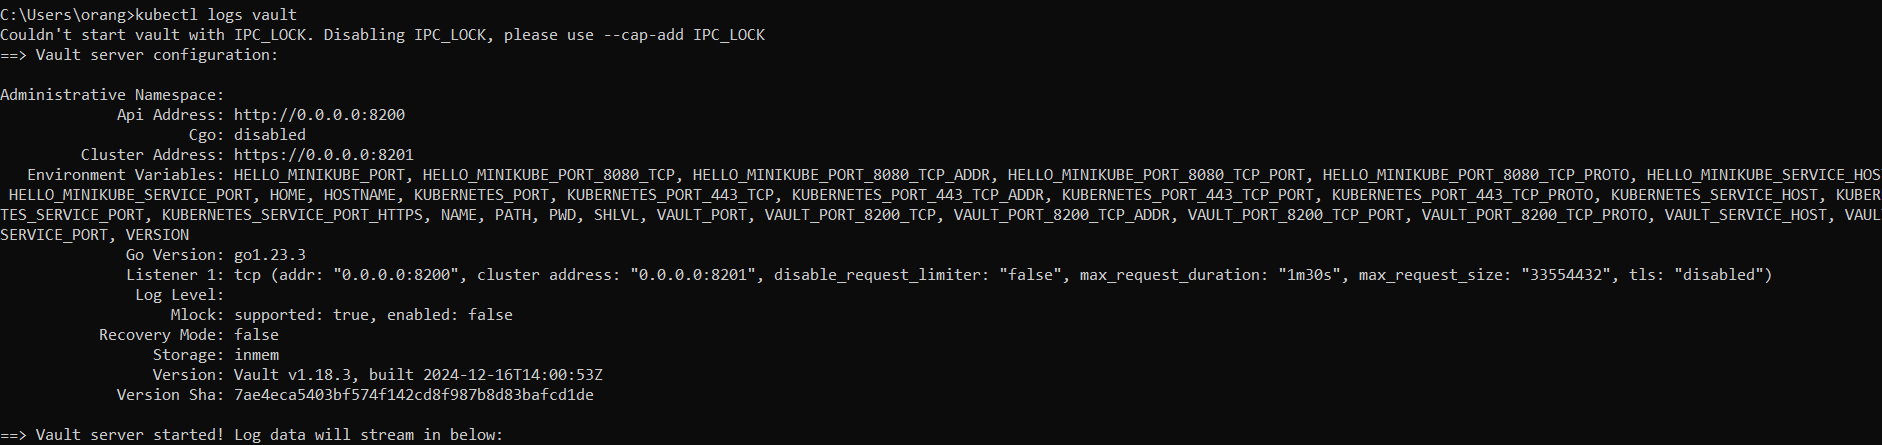 C:\Users\orang>kubectl logs vault
Couldn't start vault with IPC_LOCK. Disabling IPC_LOCK, please use --cap-add IPC_LOCK
==> Vault server configuration:
Administrative Namespace:
Api Address: http://0.0.0.0:8200
Cgo: disabled
Cluster Address: https://0.0.0.0:8201
Environment Variables: HELLO_MINIKUBE_PORT, HELLO_MINIKUBE_PORT_8080_TCP, HELLO_MINIKUBE_PORT_8080_TCP_ADDR, HELLO_MINIKUBE_PORT_8080_TCP_PORT, HELLO_MINIKUBE_PORT_8080_TCP_PROTO, HELLO_MINIKUBE_SERVICE_HOS
HELLO_MINIKUBE_SERVICE_PORT, HOME, HOSTNAME, KUBERNETES_PORT, KUBERNETES_PORT_443_TCP, KUBERNETES_PORT_443_TCP_ADDR, KUBERNETES_PORT_443_TCP_PORT, KUBERNETES_PORT_443_TCP_PROTO, KUBERNETES_SERVICE_HOST, KUBER
TES_SERVICE_PORT, KUBERNETES_SERVICE_PORT_HTTPS, NAME, PATH, PWD, SHLVL, VAULT_PORT, VAULT_PORT_8200_TCP, VAULT_PORT_8200_TCP_ADDR, VAULT_PORT_8200_TCP_PORT, VAULT_PORT_8200_TCP_PROTO, VAULT_SERVICE_HOST, VAUL
SERVICE_PORT, VERSION
Go Version: go1.23.3
Listener 1: tcp (addr: "0.0.0.0:8200", cluster address: "0.0.0.0:8201", disable_request_limiter: "false", max_request_duration: "1m30s", max_request_size: "33554432", tls: "disabled")
Log Level:
Mlock: supported: true, enabled: false
Recovery Mode: false
Storage: inmem
Version: Vault v1.18.3, built 2024-12-16T14:00:53Z
Version Sha: 7ae4eca5403bf574f142cd8f987b8d83bafcd1de
==> Vault server started! Log data will stream in below: